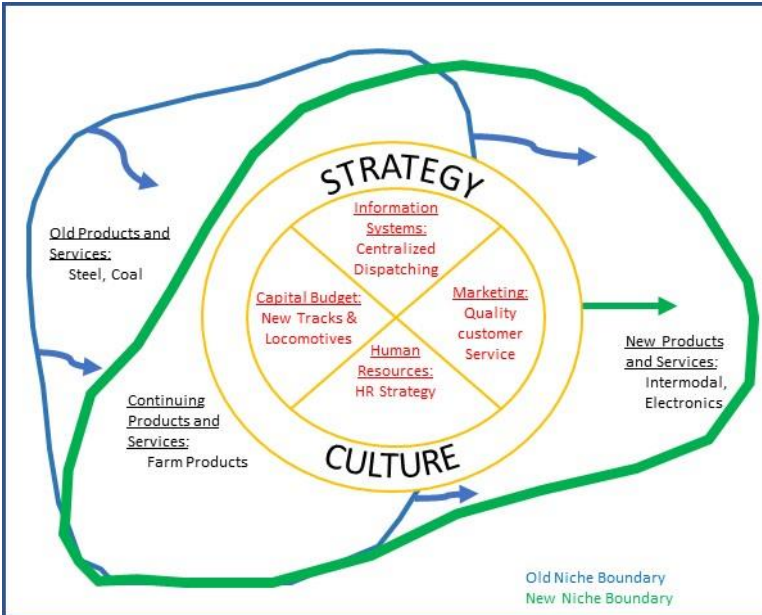 STRATEGY
Information
Systems:
Centralized
Dispatching
Old Products and
Services:
Steel, Coal
Capital Budget:
New Tracks &
Locomotives
Marketing:
Quality
customer
Service
Human
Resources:
HR Strategy
New Products
and Services:
Intermodal,
Electronics
Continuing
Products and
Services:
Farm Products
CULTURE
Old Niche Boundary
New Niche Boundary